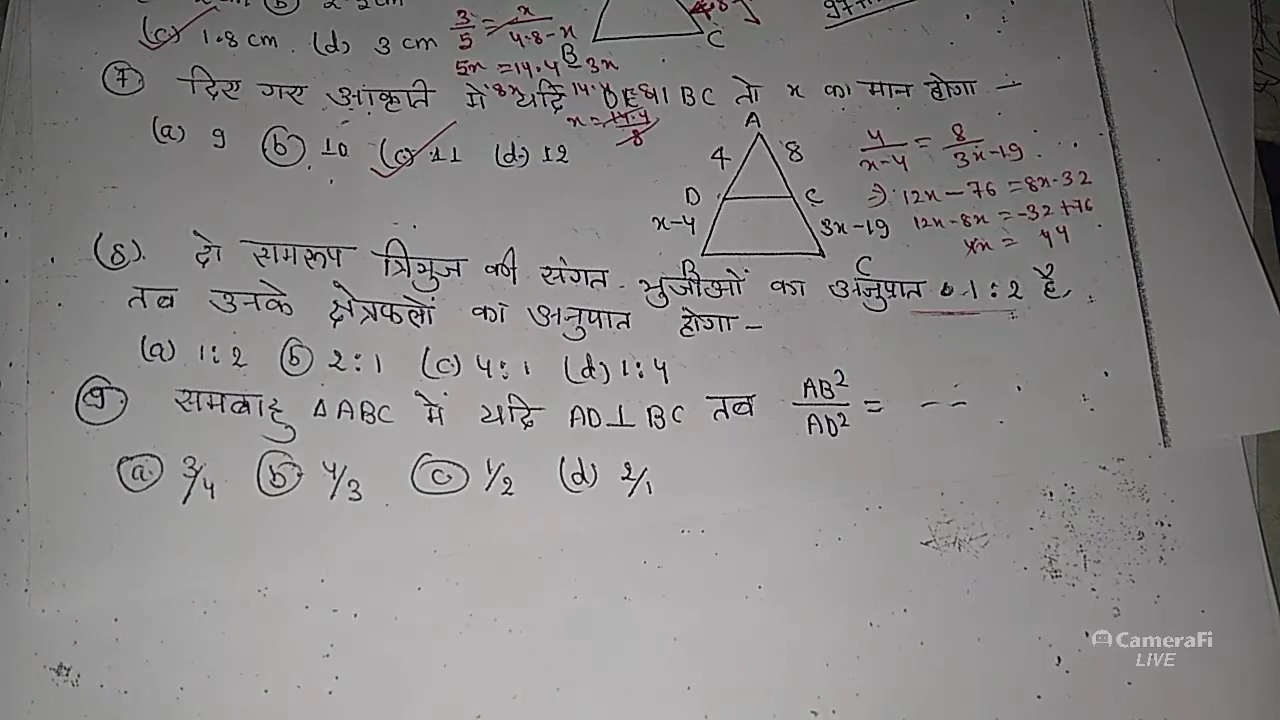 (c) 1.8 cm. (d) 3 cm
3/5 = x/4.8-x
5x = 14.4 - 3x
B
C
(7) दिए गए आकृति में यदि DE || BC तो x का मान होगा —
(a) 9 (b) 10 (c) 11 (d) 12
A
4 8
D C
x-4 3x-19
B C
4/x-4 = 8/3x-19
⇒ 12x - 76 = 8x-32
12x-8x = -32+76
4x = 44
(8). दो समरूप त्रिभुज की संगत भुजाओं का अनुपात 1:2 है
तब उनके क्षेत्रफलों का अनुपात होगा —
(a) 1:2 (b) 2:1 (c) 4:1 (d) 1:4
(9) समबाहु △ABC में यदि AD⊥BC तब AB²/AD² = ---
(a) 3/4 (b) 4/3 (c) 1/2 (d) 2/1
CameraFi
LIVE